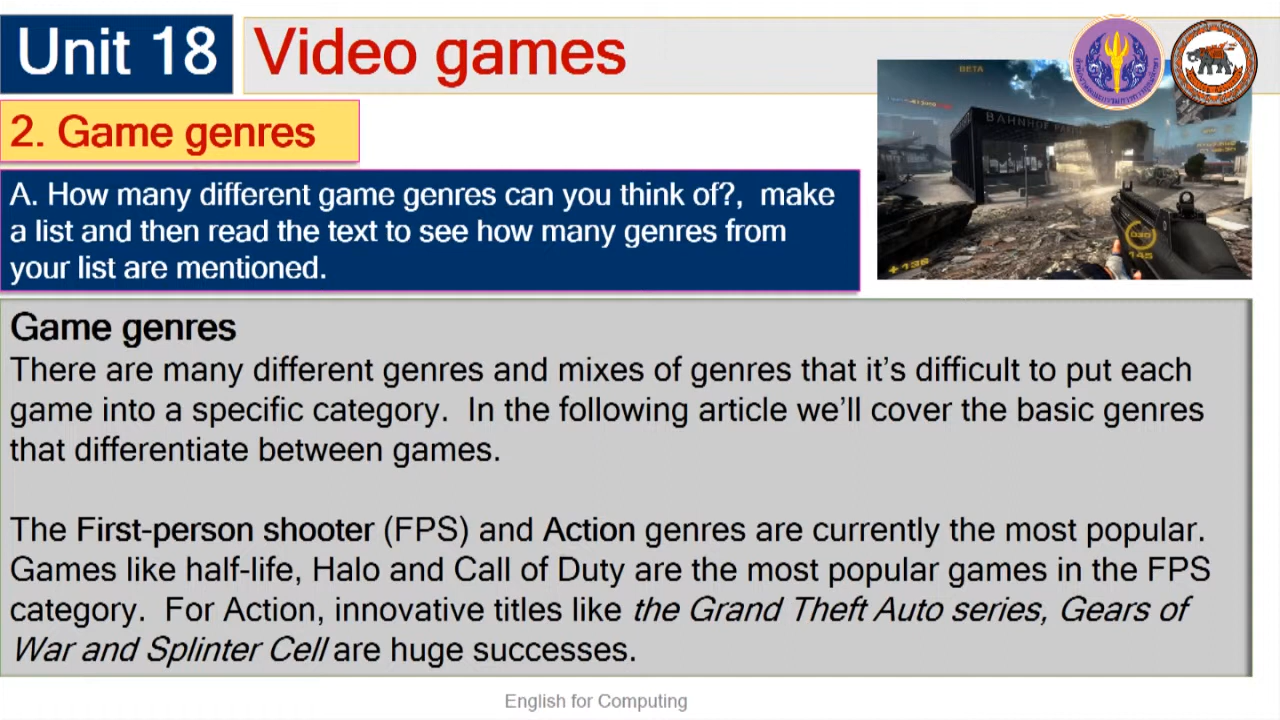 Unit 18
Video games
2. Game genres
BETA
BAHNHOF
A. How many different game genres can you think of?, make
a list and then read the text to see how many genres from
your list are mentioned.
145
Game genres
There are many different genres and mixes of genres that it's difficult to put each
game into a specific category. In the following article we'll cover the basic genres
that differentiate between games.
The First-person shooter (FPS) and Action genres are currently the most popular.
Games like half-life, Halo and Call of Duty are the most popular games in the FPS
category. For Action, innovative titles like the Grand Theft Auto series, Gears of
War and Splinter Cell are huge successes.
English for Computing